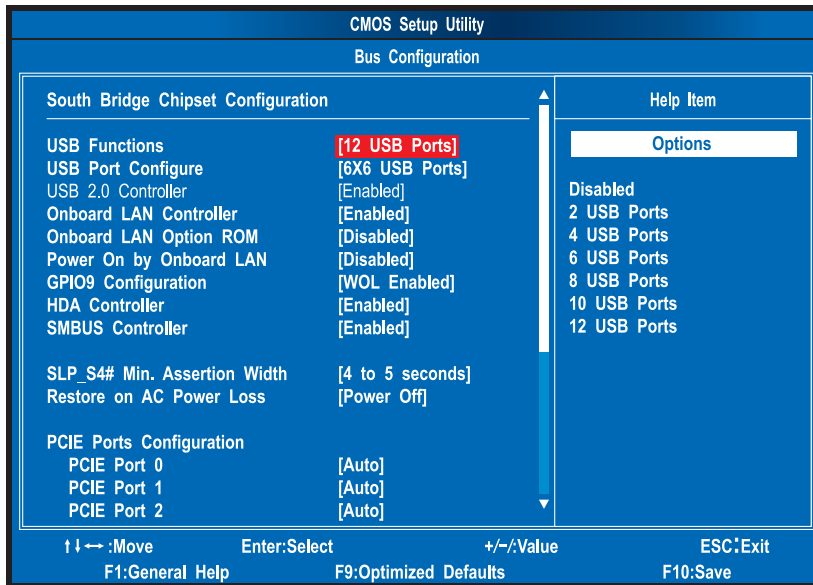 CMOS Setup Utility
Bus Configuration
South Bridge Chipset Configuration
USB Functions [12 USB Ports]
USB Port Configure [6X6 USB Ports]
USB 2.0 Controller [Enabled]
Onboard LAN Controller [Enabled]
Onboard LAN Option ROM [Disabled]
Power On by Onboard LAN [Disabled]
GPIO9 Configuration [WOL Enabled]
HDA Controller [Enabled]
SMBUS Controller [Enabled]
SLP_S4# Min. Assertion Width [4 to 5 seconds]
Restore on AC Power Loss [Power Off]
PCIE Ports Configuration
PCIE Port 0 [Auto]
PCIE Port 1 [Auto]
PCIE Port 2 [Auto]
Help Item
Options
Disabled
2 USB Ports
4 USB Ports
6 USB Ports
8 USB Ports
10 USB Ports
12 USB Ports
↑↓↔:Move Enter:Select +/-/:Value ESC:Exit
F1:General Help F9:Optimized Defaults F10:Save